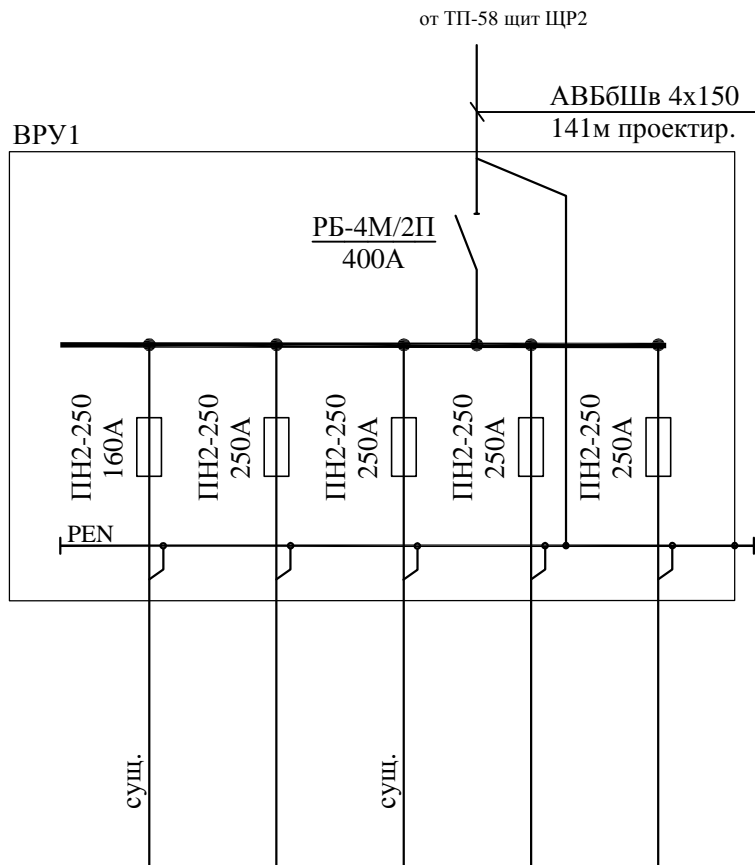 от ТП-58 щит ЩР2
АВБбШв 4х150
141м проектир.
ВРУ1
РБ-4М/2П
400А
ПН2-250
160А
ПН2-250
250А
ПН2-250
250А
ПН2-250
250А
ПН2-250
250А
PEN
сущ.
сущ.